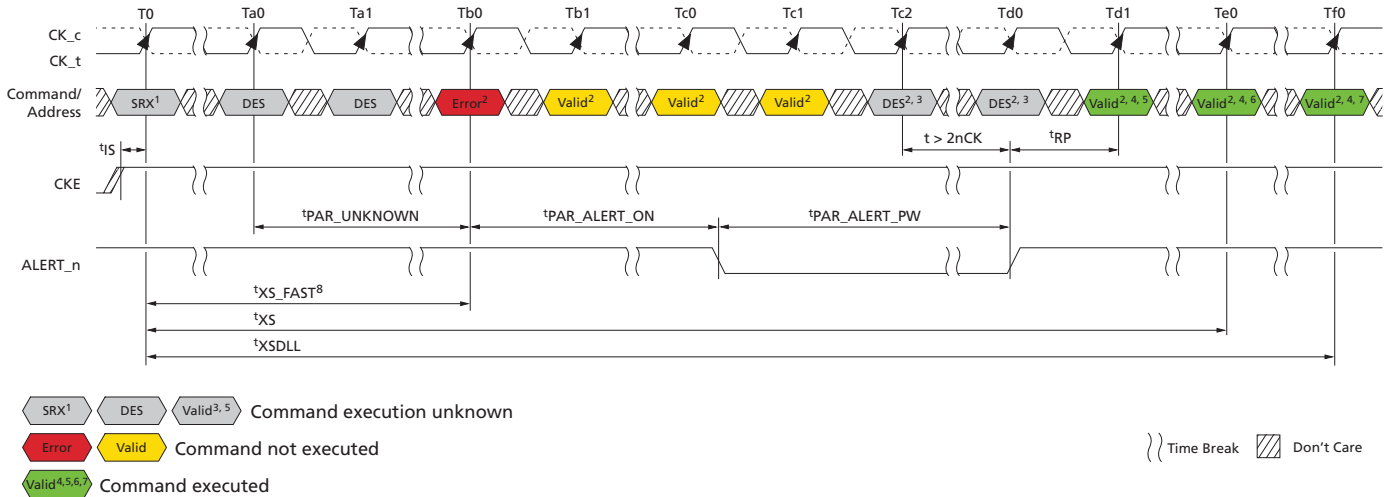 T0 Ta0 Ta1 Tb0 Tb1 Tc0 Tc1 Tc2 Td0 Td1 Te0 Tf0
CK_c
CK_t
Command/
Address
SRX¹ DES DES Error² Valid² Valid² Valid² DES²,³ DES²,³ Valid²,⁴,⁵ Valid²,⁴,⁶ Valid²,⁴,⁷
tIS t > 2nCK tRP
CKE
tPAR_UNKNOWN tPAR_ALERT_ON tPAR_ALERT_PW
ALERT_n
tXS_FAST⁸
tXS
tXSDLL
SRX¹ DES Valid³,⁵ Command execution unknown
Error Valid Command not executed
Valid⁴,⁵,⁶,⁷ Command executed
Time Break Don't Care